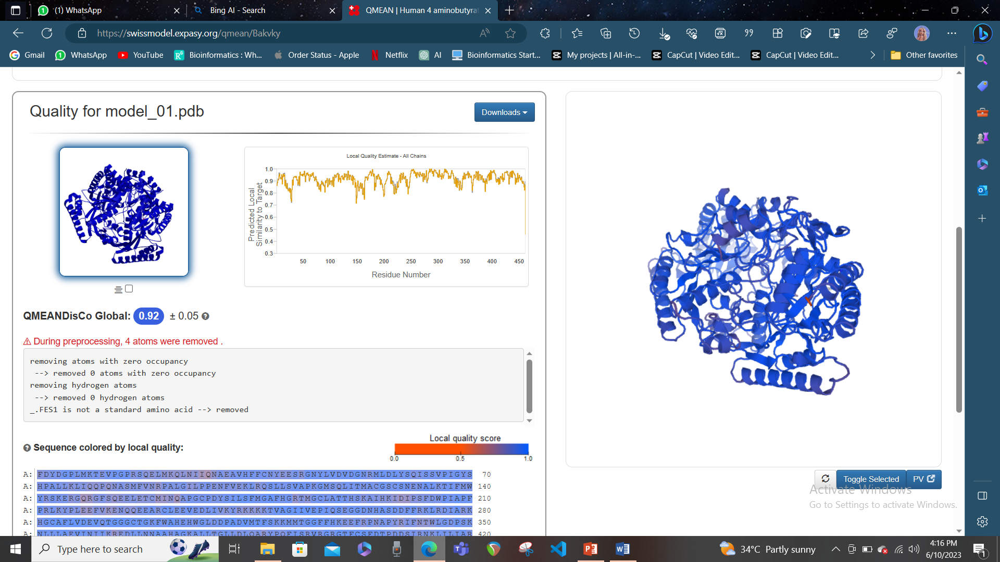 (1) WhatsApp
Bing AI - Search
QMEAN | Human 4 aminobutyrat
https://swissmodel.expasy.org/qmean/Bakvky
Gmail
WhatsApp
YouTube
Bioinformatics : Wh...
Order Status - Apple
Netflix
AI
Bioinformatics Start...
My projects | All-in-...
CapCut | Video Edit...
CapCut | Video Edit...
Other favorites
Quality for model_01.pdb
Downloads
Local Quality Estimate - All Chains
Predicted Local
Similarity to Target
1.0
0.9
0.8
0.7
0.6
0.5
0.4
0.3
50 100 150 200 250 300 350 400 450
Residue Number
QMEANDisCo Global: 0.92 ± 0.05
During preprocessing, 4 atoms were removed .
removing atoms with zero occupancy
--> removed 0 atoms with zero occupancy
removing hydrogen atoms
--> removed 0 hydrogen atoms
_.FES1 is not a standard amino acid --> removed
Local quality score
0.0 0.5 1.0
Sequence colored by local quality:
A: FDYDGPLMKTEVPGPRSQELMKQLNIIQNAEAVHFFCNYEESRGNYLVDVDGNRMLDLYSQISSVPIGYS 70
A: HPALLKLIQQPQNASMFVNRPALGILPPENFVEKLRQSLLSVAPKGMSQLITMACGSCSNENALKTIFMW 140
A: YRSKERGQRGFSQEELETCMINQAPGCPDYSILSFMGAFHGRTMGCLATTHSKAIHKIDIPSFDWPIAPF 210
A: PRLKYPLEEFVKENQQEEARCLEEVEDLIVKYRKKKKTVAGIIVEPIQSEGGDNHASDDFFRKLRDIARK 280
A: HGCAFLVDEVQTGGGCTGKFWAHEHWGLDDPADVMTFSKKMMTGGFFHKEEFRPNAPYRIFNTWLGDPSK 350
A: NLLLAEVINIIKREDLLNNAAHAGKALLTGLLDLQARYPQFISRVRGRGTFCSFDTPDDSIRNKLILIAR 420
Toggle Selected
PV
Activate Windows
Go to Settings to activate Windows.
Type here to search
34°C Partly sunny
4:16 PM
6/10/2023
1